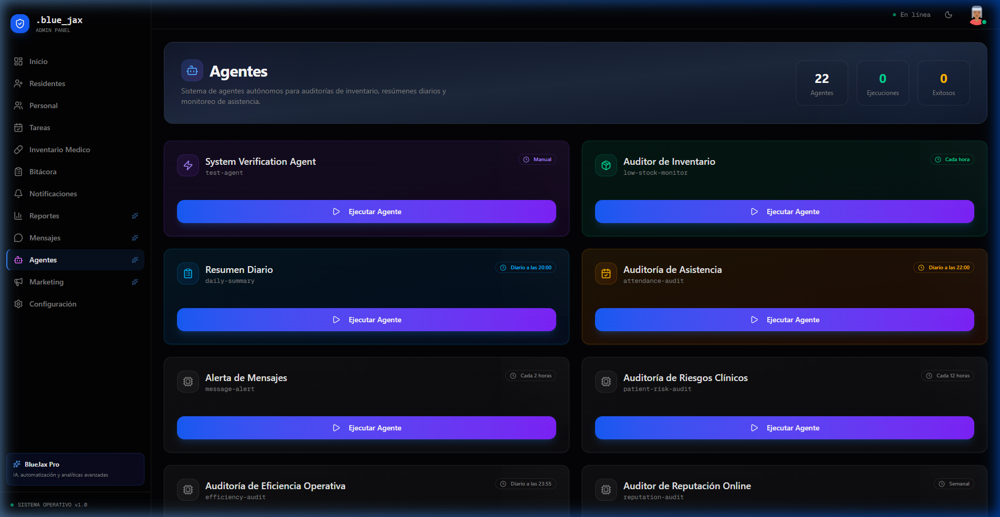 .blue_jax
ADMIN PANEL
Inicio
Residentes
Personal
Tareas
Inventario Medico
Bitácora
Notificaciones
Reportes
Mensajes
Agentes
Marketing
Configuración
BlueJax Pro
IA, automatización y analíticas avanzadas
SISTEMA OPERATIVO v1.0
En línea
Agentes
Sistema de agentes autónomos para auditorías de inventario, resúmenes diarios y
monitoreo de asistencia.
22
Agentes
0
Ejecuciones
0
Exitosos
System Verification Agent
test-agent
Manual
Ejecutar Agente
Auditor de Inventario
low-stock-monitor
Cada hora
Ejecutar Agente
Resumen Diario
daily-summary
Diario a las 20:00
Ejecutar Agente
Auditoría de Asistencia
attendance-audit
Diario a las 22:00
Ejecutar Agente
Alerta de Mensajes
message-alert
Cada 2 horas
Ejecutar Agente
Auditoría de Riesgos Clínicos
patient-risk-audit
Cada 12 horas
Ejecutar Agente
Auditoría de Eficiencia Operativa
efficiency-audit
Diario a las 23:55
Auditor de Reputación Online
reputation-audit
Semanal